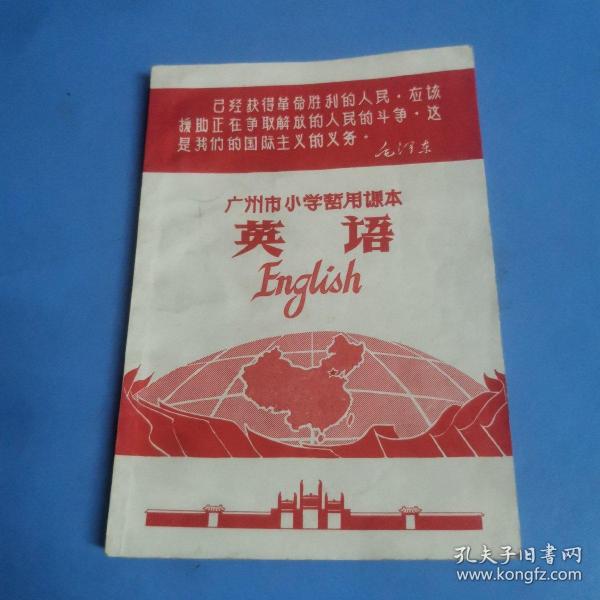 已经获得革命胜利的人民，应该
援助正在争取解放的人民的斗争，这
是我们的国际主义的义务。
毛泽东
广州市小学暂用课本
英 语
English
孔夫子旧书网
www.kongfz.com